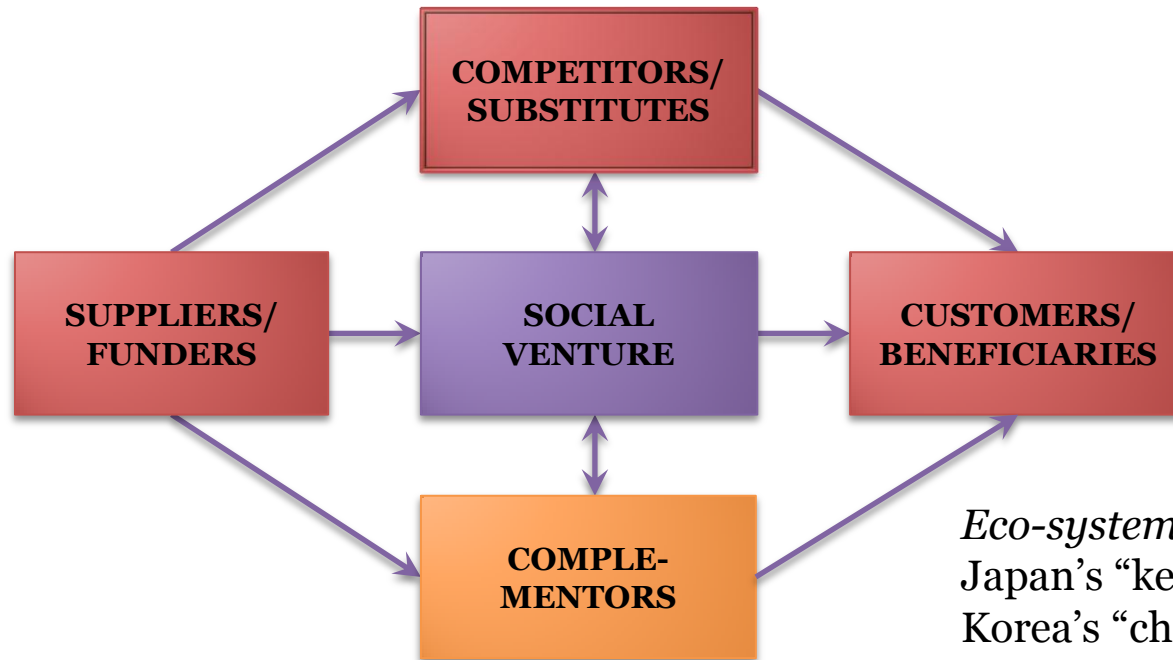 COMPETITORS/
SUBSTITUTES
SUPPLIERS/
FUNDERS
SOCIAL
VENTURE
CUSTOMERS/
BENEFICIARIES
COMPLE-
MENTORS
Eco-system
Japan’s “ke
Korea’s “ch